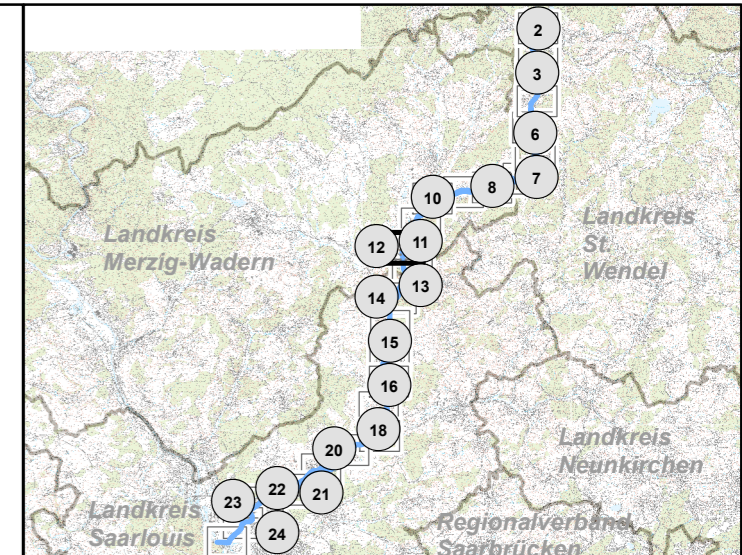 2
3
6
7
8
10
Landkreis
St.
Wendel
Landkreis
Merzig-Wadern
11
12
13
14
15
16
18
20
Landkreis
Neunkirchen
21
22
23
24
Landkreis
Saarlouis
Regionalverband
Saarbrücken